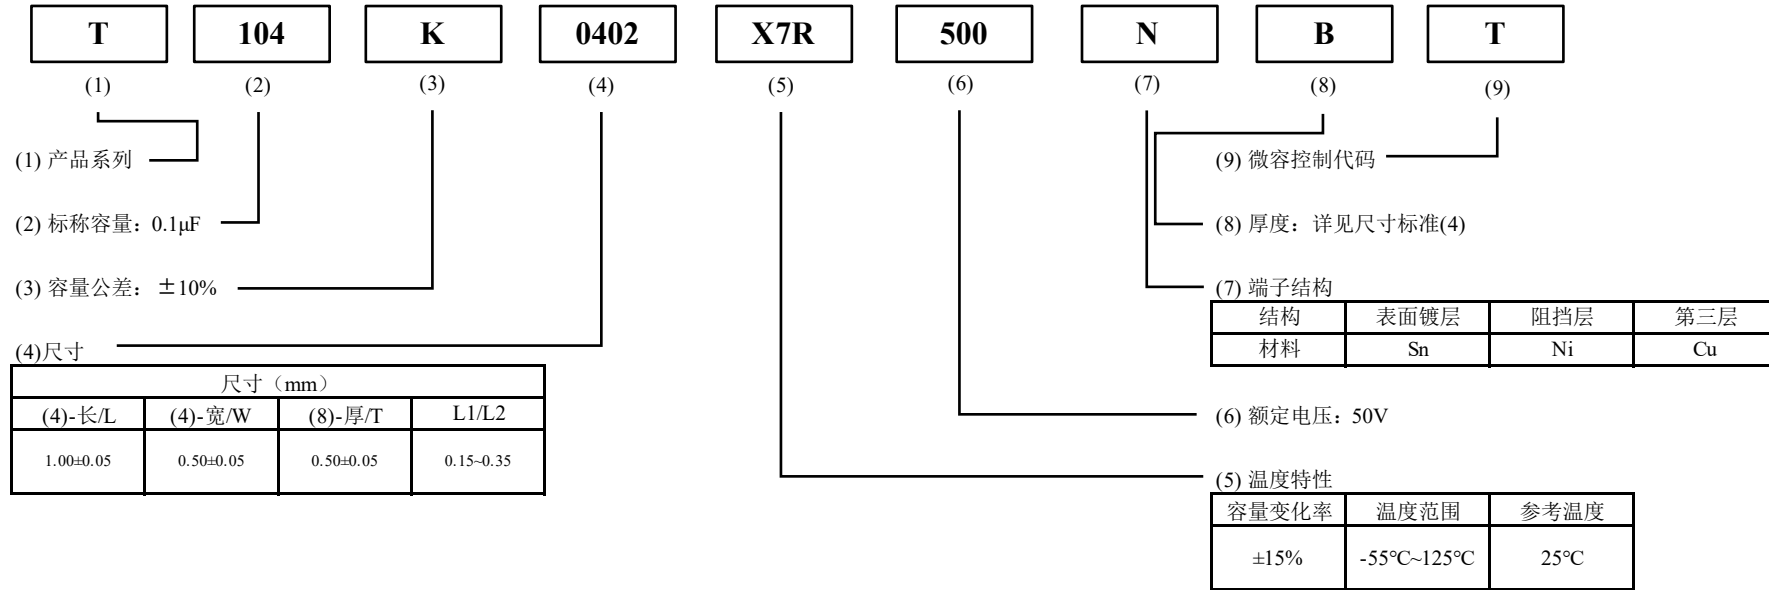 T 104 K 0402 X7R 500 N B T
(1) (2) (3) (4) (5) (6) (7) (8) (9)
(1) 产品系列
(9) 微容控制代码
(2) 标称容量：0.1μF
(8) 厚度：详见尺寸标准(4)
(3) 容量公差：±10%
(7) 端子结构
结构 表面镀层 阻挡层 第三层
材料 Sn Ni Cu
(4)尺寸
尺寸（mm）
(4)-长/L (4)-宽/W (8)-厚/T L1/L2
1.00±0.05 0.50±0.05 0.50±0.05 0.15~0.35
(6) 额定电压：50V
(5) 温度特性
容量变化率 温度范围 参考温度
±15% -55℃~125℃ 25℃